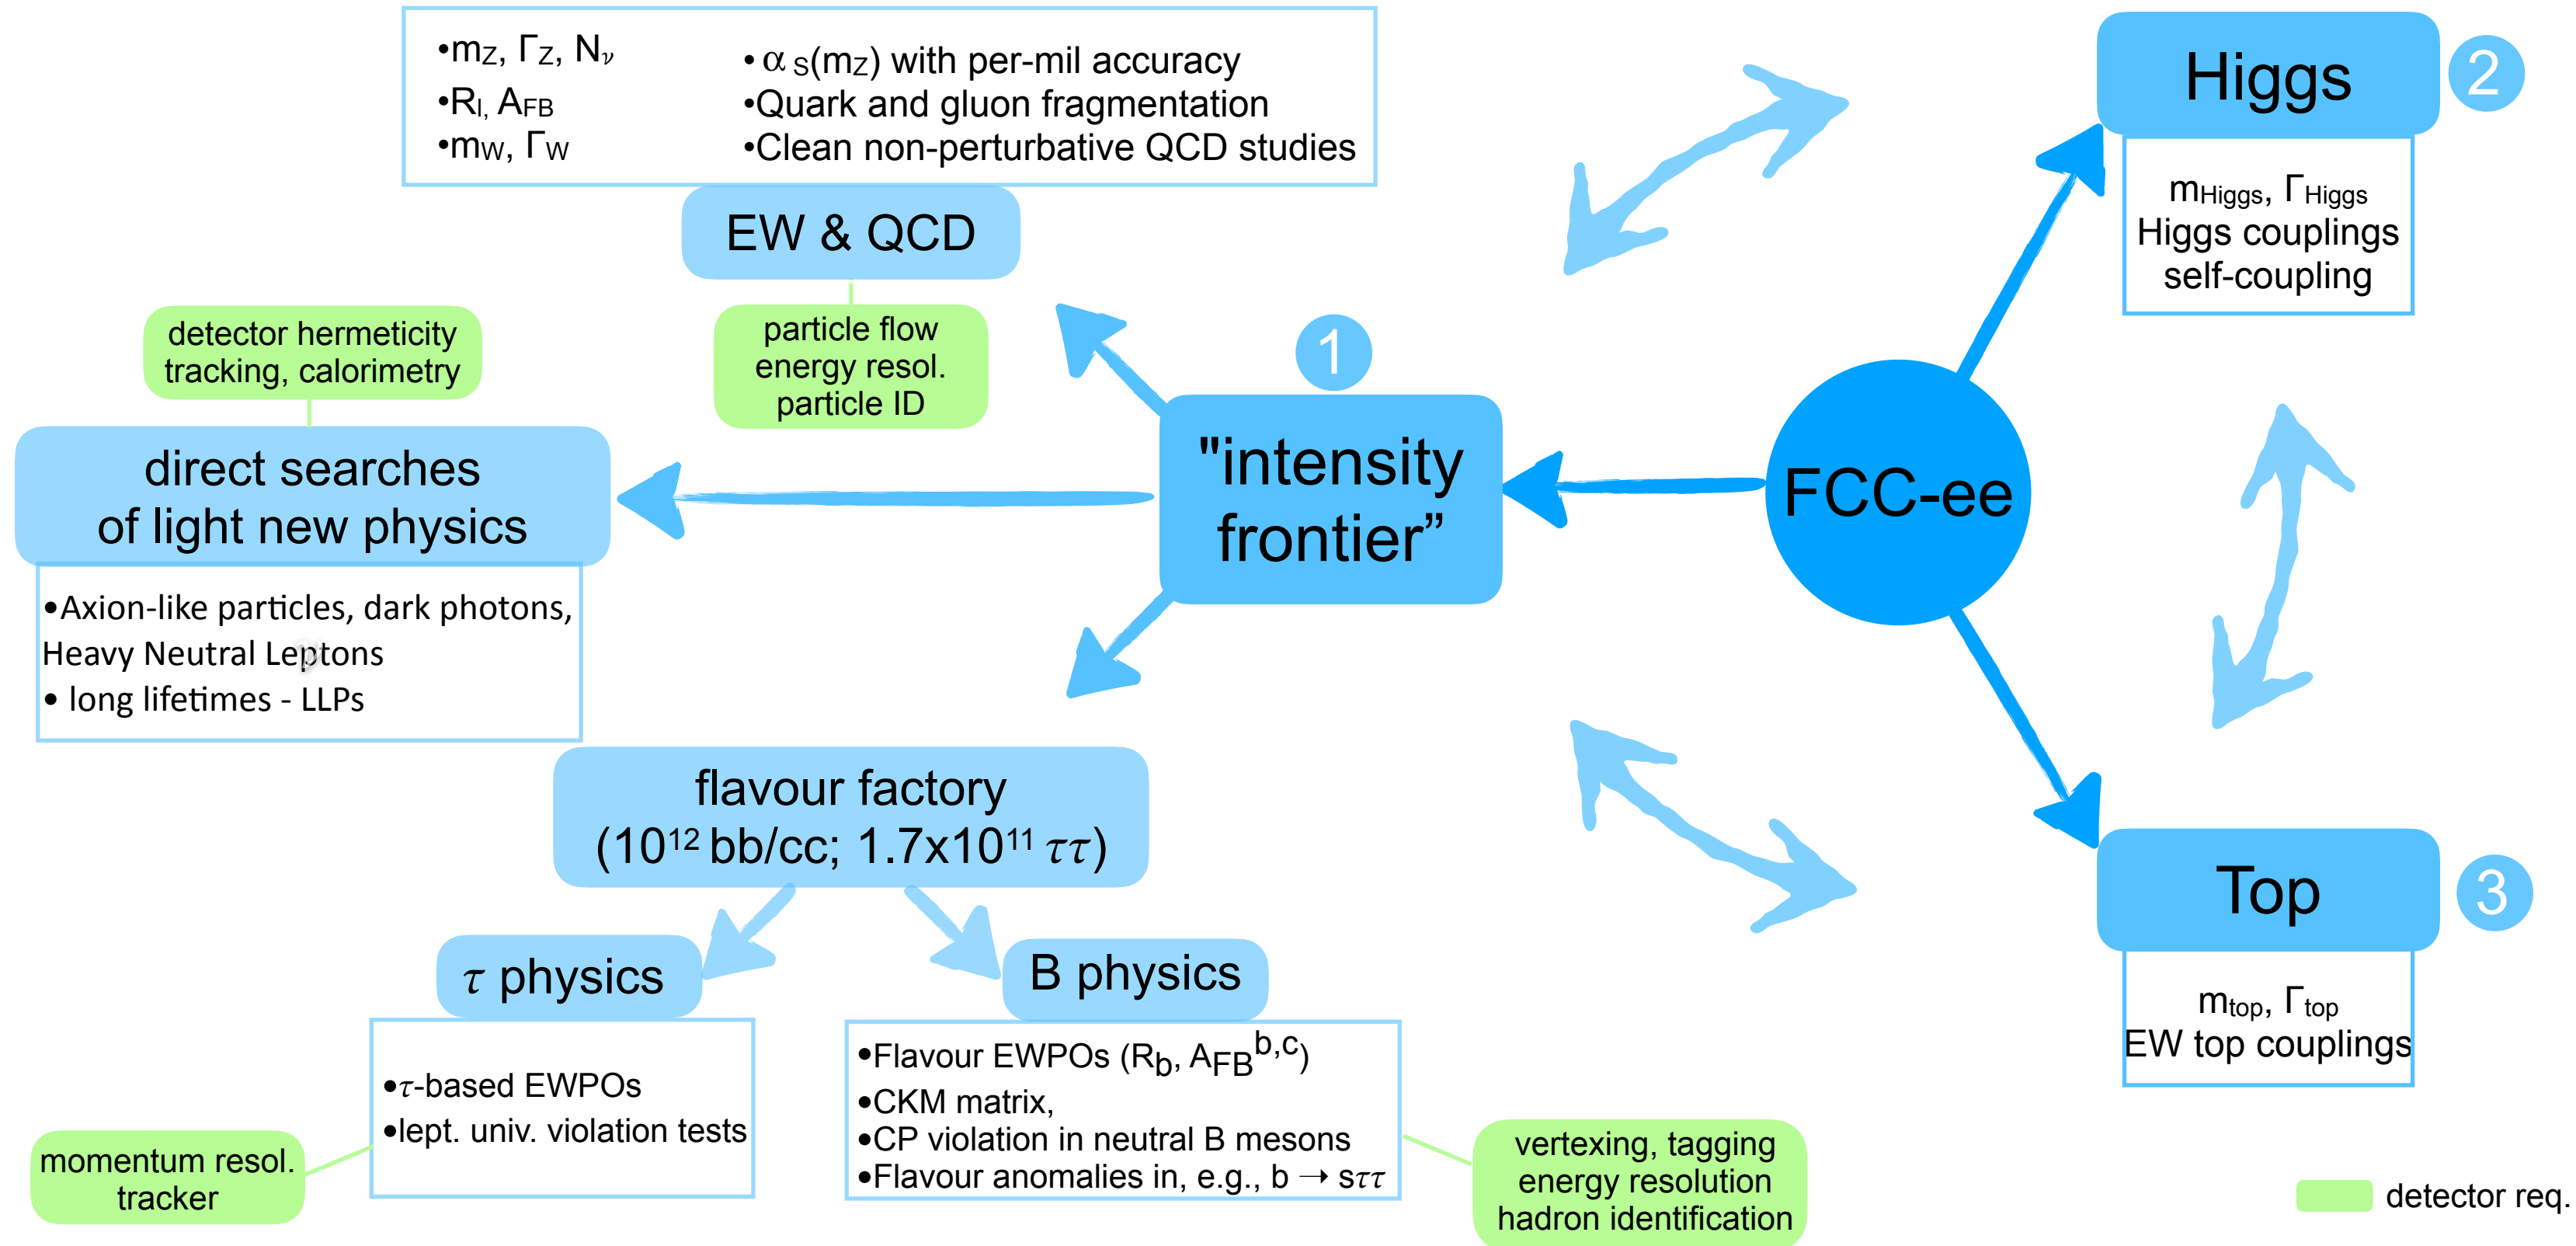 •mZ, ΓZ, Nν
•Rl, AFB
•mW, ΓW
• αS(mZ) with per-mil accuracy
•Quark and gluon fragmentation
•Clean non-perturbative QCD studies
EW & QCD
particle flow
energy resol.
particle ID
detector hermeticity
tracking, calorimetry
direct searches
of light new physics
•Axion-like particles, dark photons,
Heavy Neutral Leptons
• long lifetimes - LLPs
1
"intensity
frontier”
FCC-ee
Higgs
2
mHiggs, ΓHiggs
Higgs couplings
self-coupling
flavour factory
(10¹² bb/cc; 1.7x10¹¹ ττ)
τ physics
•τ-based EWPOs
•lept. univ. violation tests
momentum resol.
tracker
B physics
•Flavour EWPOs (Rb, AFBb,c)
•CKM matrix,
•CP violation in neutral B mesons
•Flavour anomalies in, e.g., b → sττ
vertexing, tagging
energy resolution
hadron identification
Top
3
mtop, Γtop
EW top couplings
detector req.